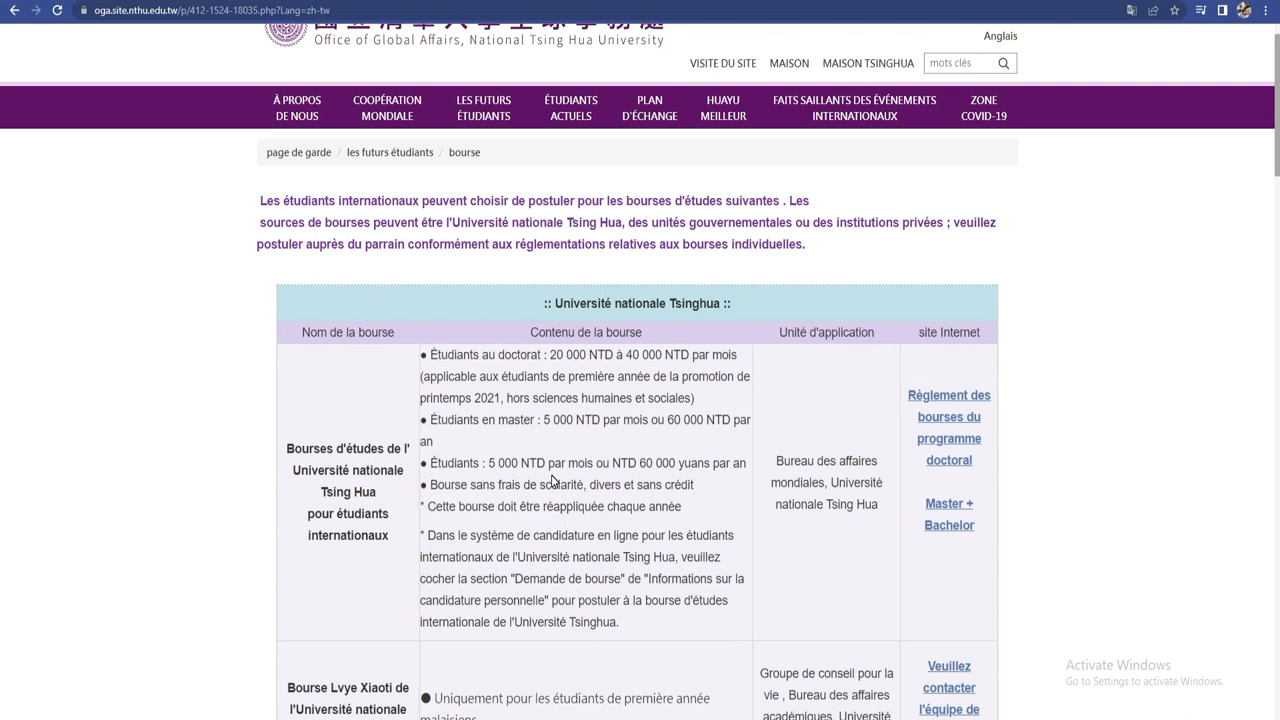 oga.site.nthu.edu.tw/p/412-1524-18035.php?Lang=zh-tw
Office of Global Affairs, National Tsing Hua University
Anglais
VISITE DU SITE MAISON MAISON TSINGHUA mots clés
À PROPOS DE NOUS
COOPÉRATION MONDIALE
LES FUTURS ÉTUDIANTS
ÉTUDIANTS ACTUELS
PLAN D'ÉCHANGE
HUAYU MEILLEUR
FAITS SAILLANTS DES ÉVÉNEMENTS INTERNATIONAUX
ZONE COVID-19
page de garde / les futurs étudiants / bourse
Les étudiants internationaux peuvent choisir de postuler pour les bourses d'études suivantes . Les
sources de bourses peuvent être l'Université nationale Tsing Hua, des unités gouvernementales ou des institutions privées ; veuillez
postuler auprès du parrain conformément aux réglementations relatives aux bourses individuelles.
:: Université nationale Tsinghua ::
Nom de la bourse Contenu de la bourse Unité d'application site Internet
Bourses d'études de l'
Université nationale
Tsing Hua
pour étudiants
internationaux
● Étudiants au doctorat : 20 000 NTD à 40 000 NTD par mois
(applicable aux étudiants de première année de la promotion de
printemps 2021, hors sciences humaines et sociales)
● Étudiants en master : 5 000 NTD par mois ou 60 000 NTD par
an
● Étudiants : 5 000 NTD par mois ou NTD 60 000 yuans par an
● Bourse sans frais de scolarité, divers et sans crédit
* Cette bourse doit être réappliquée chaque année
* Dans le système de candidature en ligne pour les étudiants
internationaux de l'Université nationale Tsing Hua, veuillez
cocher la section "Demande de bourse" de "Informations sur la
candidature personnelle" pour postuler à la bourse d'études
internationale de l'Université Tsinghua.
Bureau des affaires
mondiales, Université
nationale Tsing Hua
Règlement des
bourses du
programme
doctoral
Master +
Bachelor
Bourse Lvye Xiaoti de
l'Université nationale
● Uniquement pour les étudiants de première année
malaisiens
Groupe de conseil pour la
vie , Bureau des affaires
académiques, Université
Veuillez
contacter
l'équipe de
Activate Windows
Go to Settings to activate Windows.